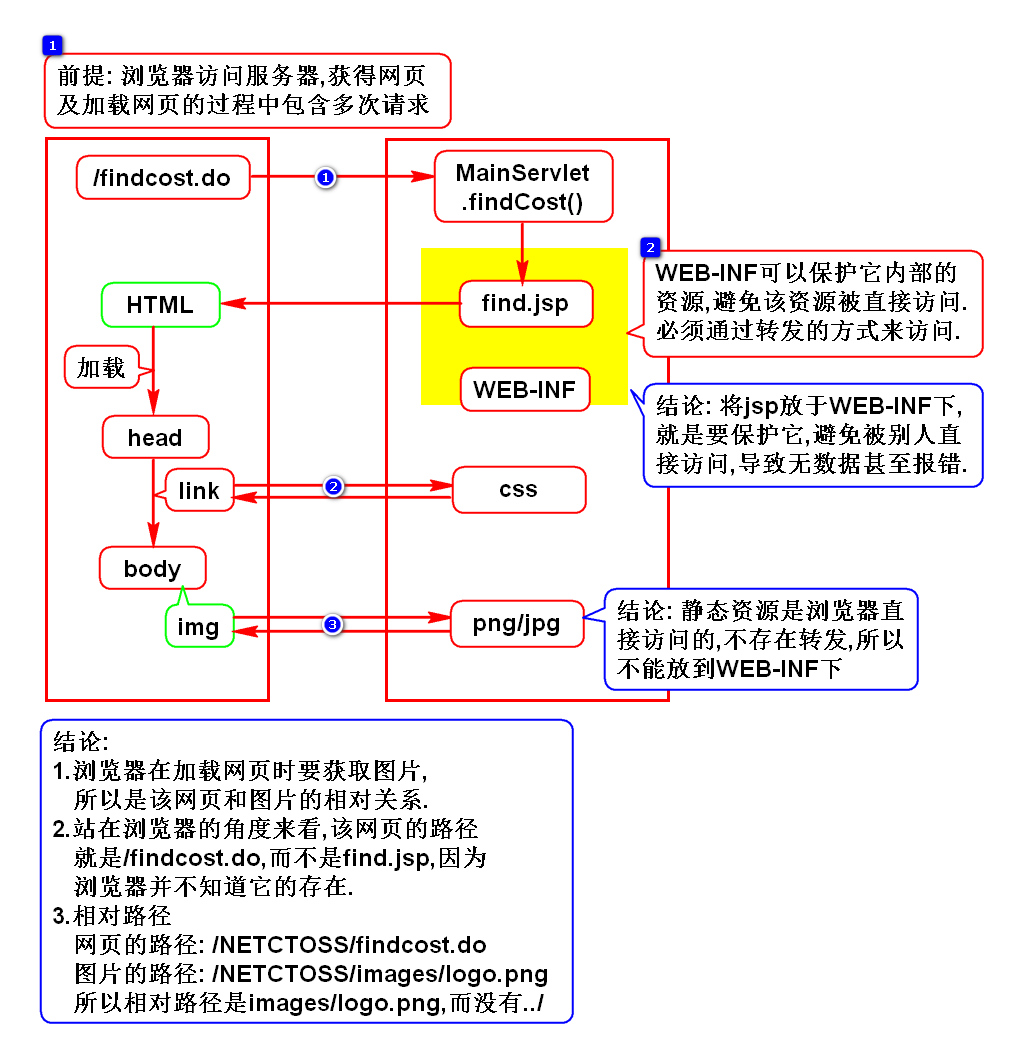 1
前提: 浏览器访问服务器,获得网页
及加载网页的过程中包含多次请求
/findcost.do
1
MainServlet
.findCost()
2
WEB-INF可以保护它内部的
资源,避免该资源被直接访问.
必须通过转发的方式来访问.
HTML
find.jsp
加载
WEB-INF
结论: 将jsp放于WEB-INF下,
就是要保护它,避免被别人直
接访问,导致无数据甚至报错.
head
link
2
css
body
img
3
png/jpg
结论: 静态资源是浏览器直
接访问的,不存在转发,所以
不能放到WEB-INF下
结论:
1.浏览器在加载网页时要获取图片,
所以是该网页和图片的相对关系.
2.站在浏览器的角度来看,该网页的路径
就是/findcost.do,而不是find.jsp,因为
浏览器并不知道它的存在.
3.相对路径
网页的路径: /NETCTOSS/findcost.do
图片的路径: /NETCTOSS/images/logo.png
所以相对路径是images/logo.png,而没有../